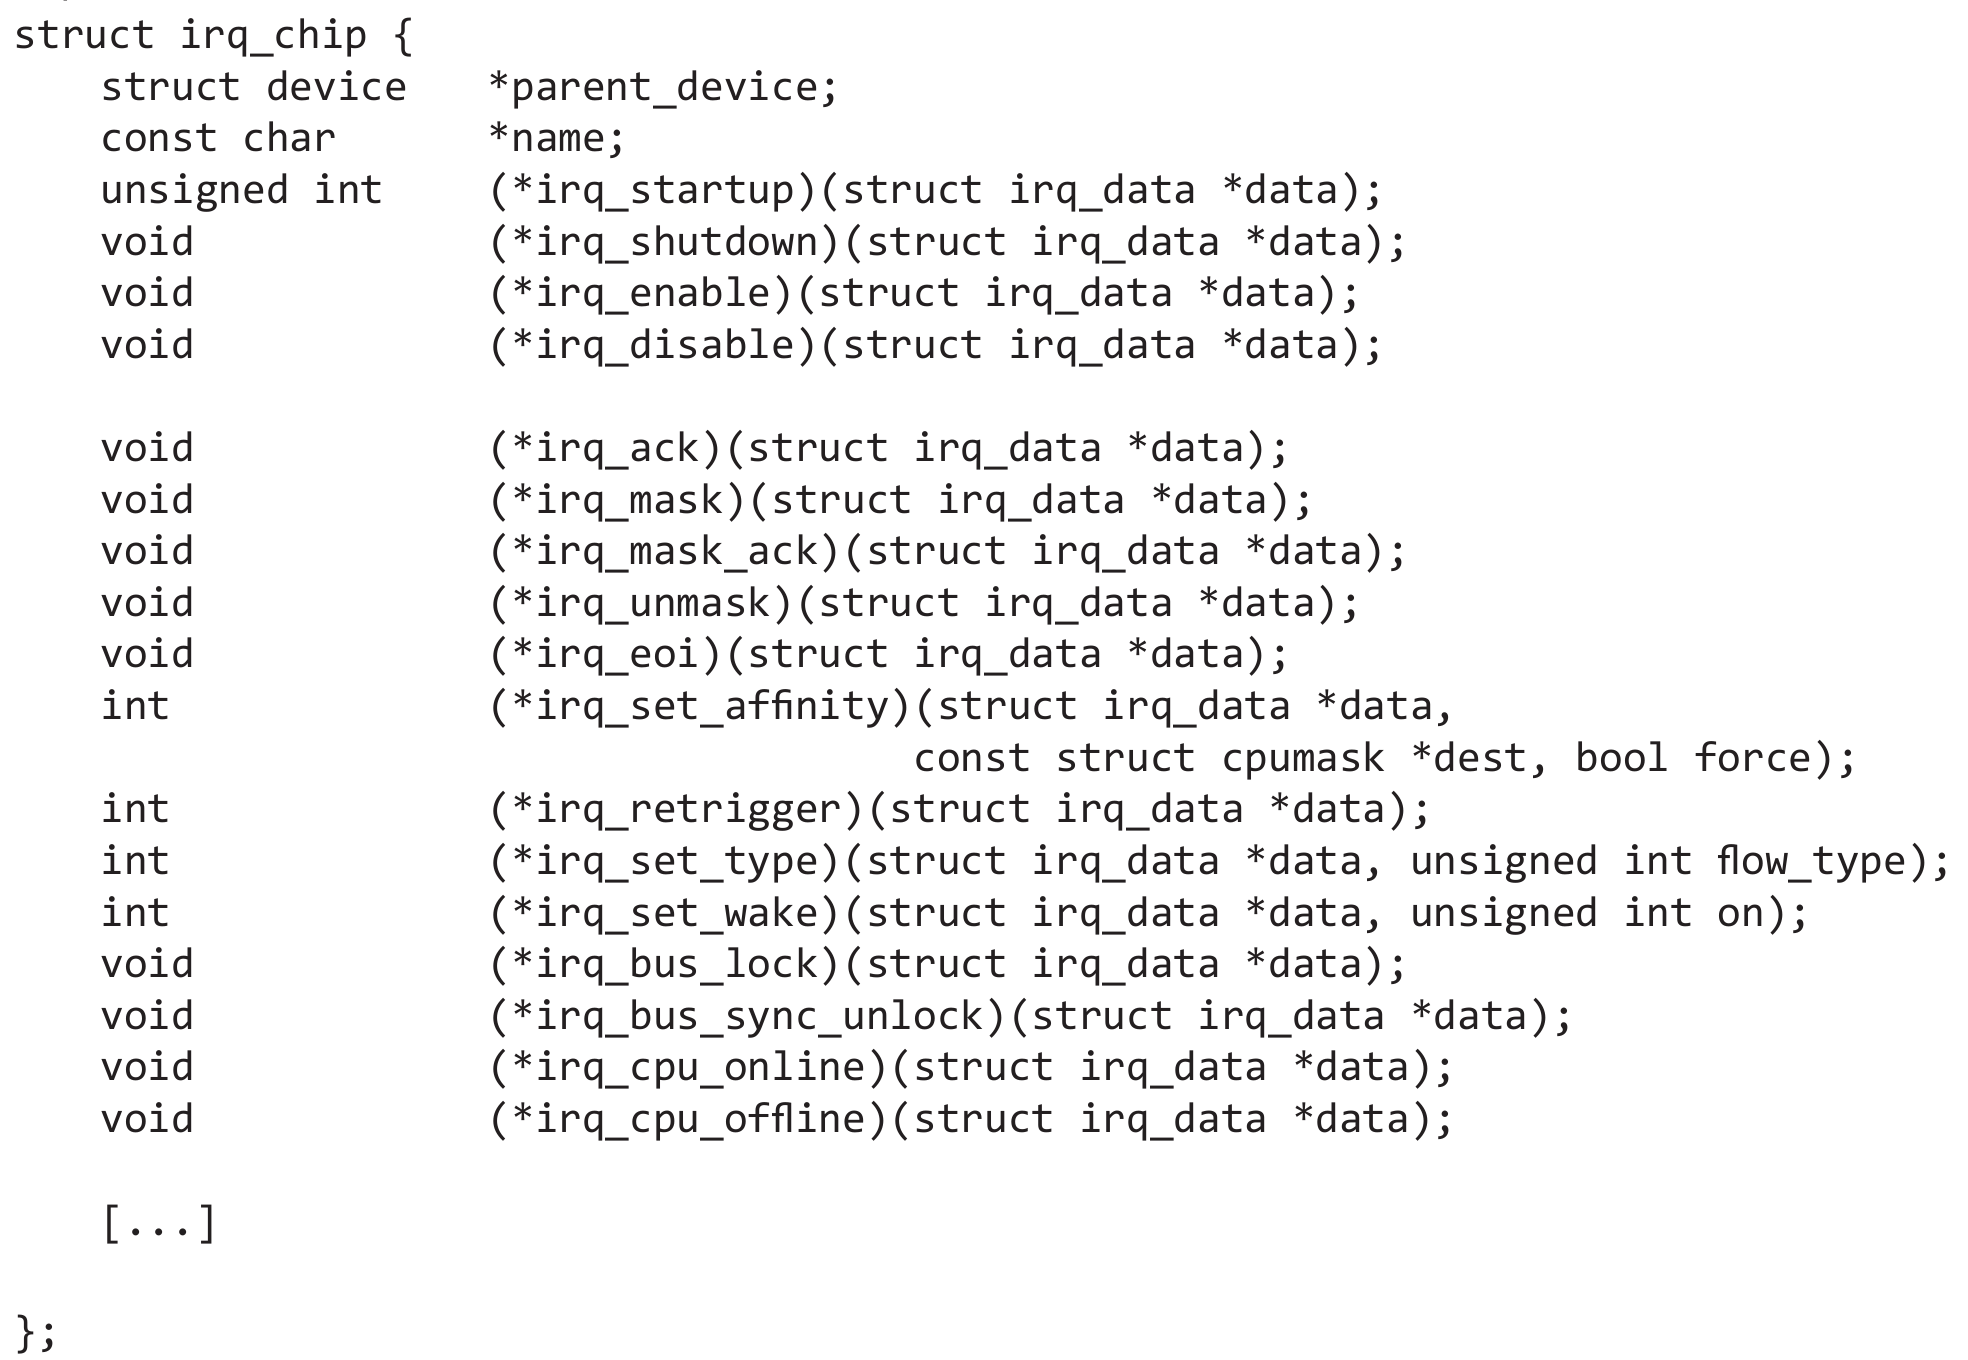 struct irq_chip {
    struct device   *parent_device;
    const char      *name;
    unsigned int    (*irq_startup)(struct irq_data *data);
    void            (*irq_shutdown)(struct irq_data *data);
    void            (*irq_enable)(struct irq_data *data);
    void            (*irq_disable)(struct irq_data *data);

    void            (*irq_ack)(struct irq_data *data);
    void            (*irq_mask)(struct irq_data *data);
    void            (*irq_mask_ack)(struct irq_data *data);
    void            (*irq_unmask)(struct irq_data *data);
    void            (*irq_eoi)(struct irq_data *data);
    int             (*irq_set_affinity)(struct irq_data *data,
                                  const struct cpumask *dest, bool force);
    int             (*irq_retrigger)(struct irq_data *data);
    int             (*irq_set_type)(struct irq_data *data, unsigned int flow_type);
    int             (*irq_set_wake)(struct irq_data *data, unsigned int on);
    void            (*irq_bus_lock)(struct irq_data *data);
    void            (*irq_bus_sync_unlock)(struct irq_data *data);
    void            (*irq_cpu_online)(struct irq_data *data);
    void            (*irq_cpu_offline)(struct irq_data *data);

    [...]

};